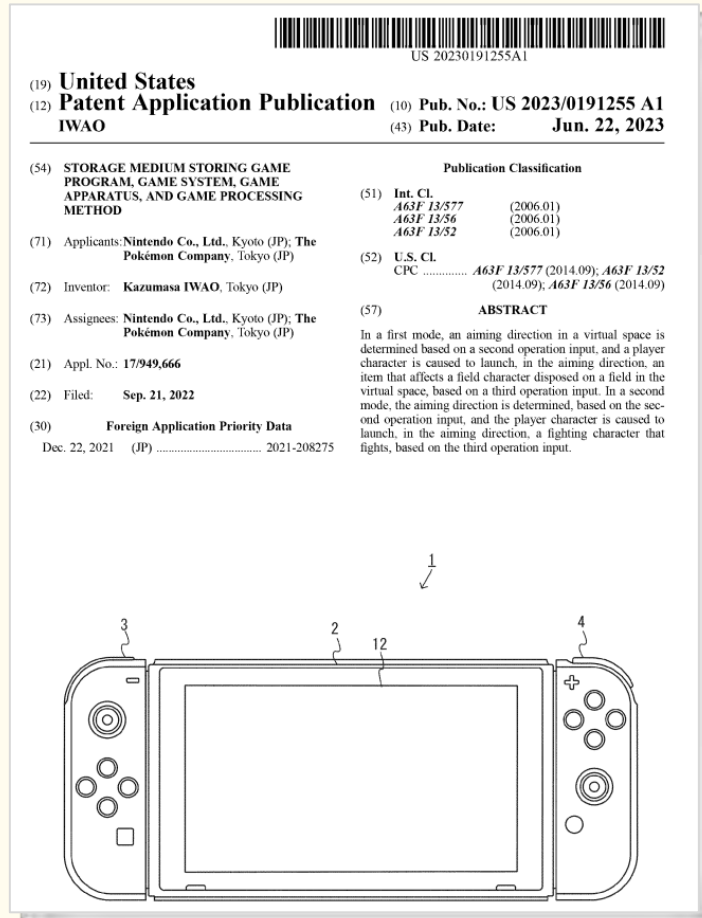 US 20230191255A1
(19) United States
(12) Patent Application Publication
IWAO
(10) Pub. No.: US 2023/0191255 A1
(43) Pub. Date: Jun. 22, 2023
(54) STORAGE MEDIUM STORING GAME
PROGRAM, GAME SYSTEM, GAME
APPARATUS, AND GAME PROCESSING
METHOD
(71) Applicants: Nintendo Co., Ltd., Kyoto (JP); The
Pokémon Company, Tokyo (JP)
(72) Inventor: Kazumasa IWAO, Tokyo (JP)
(73) Assignees: Nintendo Co., Ltd., Kyoto (JP); The
Pokémon Company, Tokyo (JP)
(21) Appl. No.: 17/949,666
(22) Filed: Sep. 21, 2022
(30) Foreign Application Priority Data
Dec. 22, 2021 (JP) .................................. 2021-208275
Publication Classification
(51) Int. Cl.
A63F 13/577 (2006.01)
A63F 13/56 (2006.01)
A63F 13/52 (2006.01)
(52) U.S. Cl.
CPC ............. A63F 13/577 (2014.09); A63F 13/52
(2014.09); A63F 13/56 (2014.09)
(57) ABSTRACT
In a first mode, an aiming direction in a virtual space is
determined based on a second operation input, and a player
character is caused to launch, in the aiming direction, an
item that affects a field character disposed on a field in the
virtual space, based on a third operation input. In a second
mode, the aiming direction is determined, based on the sec-
ond operation input, and the player character is caused to
launch, in the aiming direction, a fighting character that
fights, based on the third operation input.
1
3
2
12
4